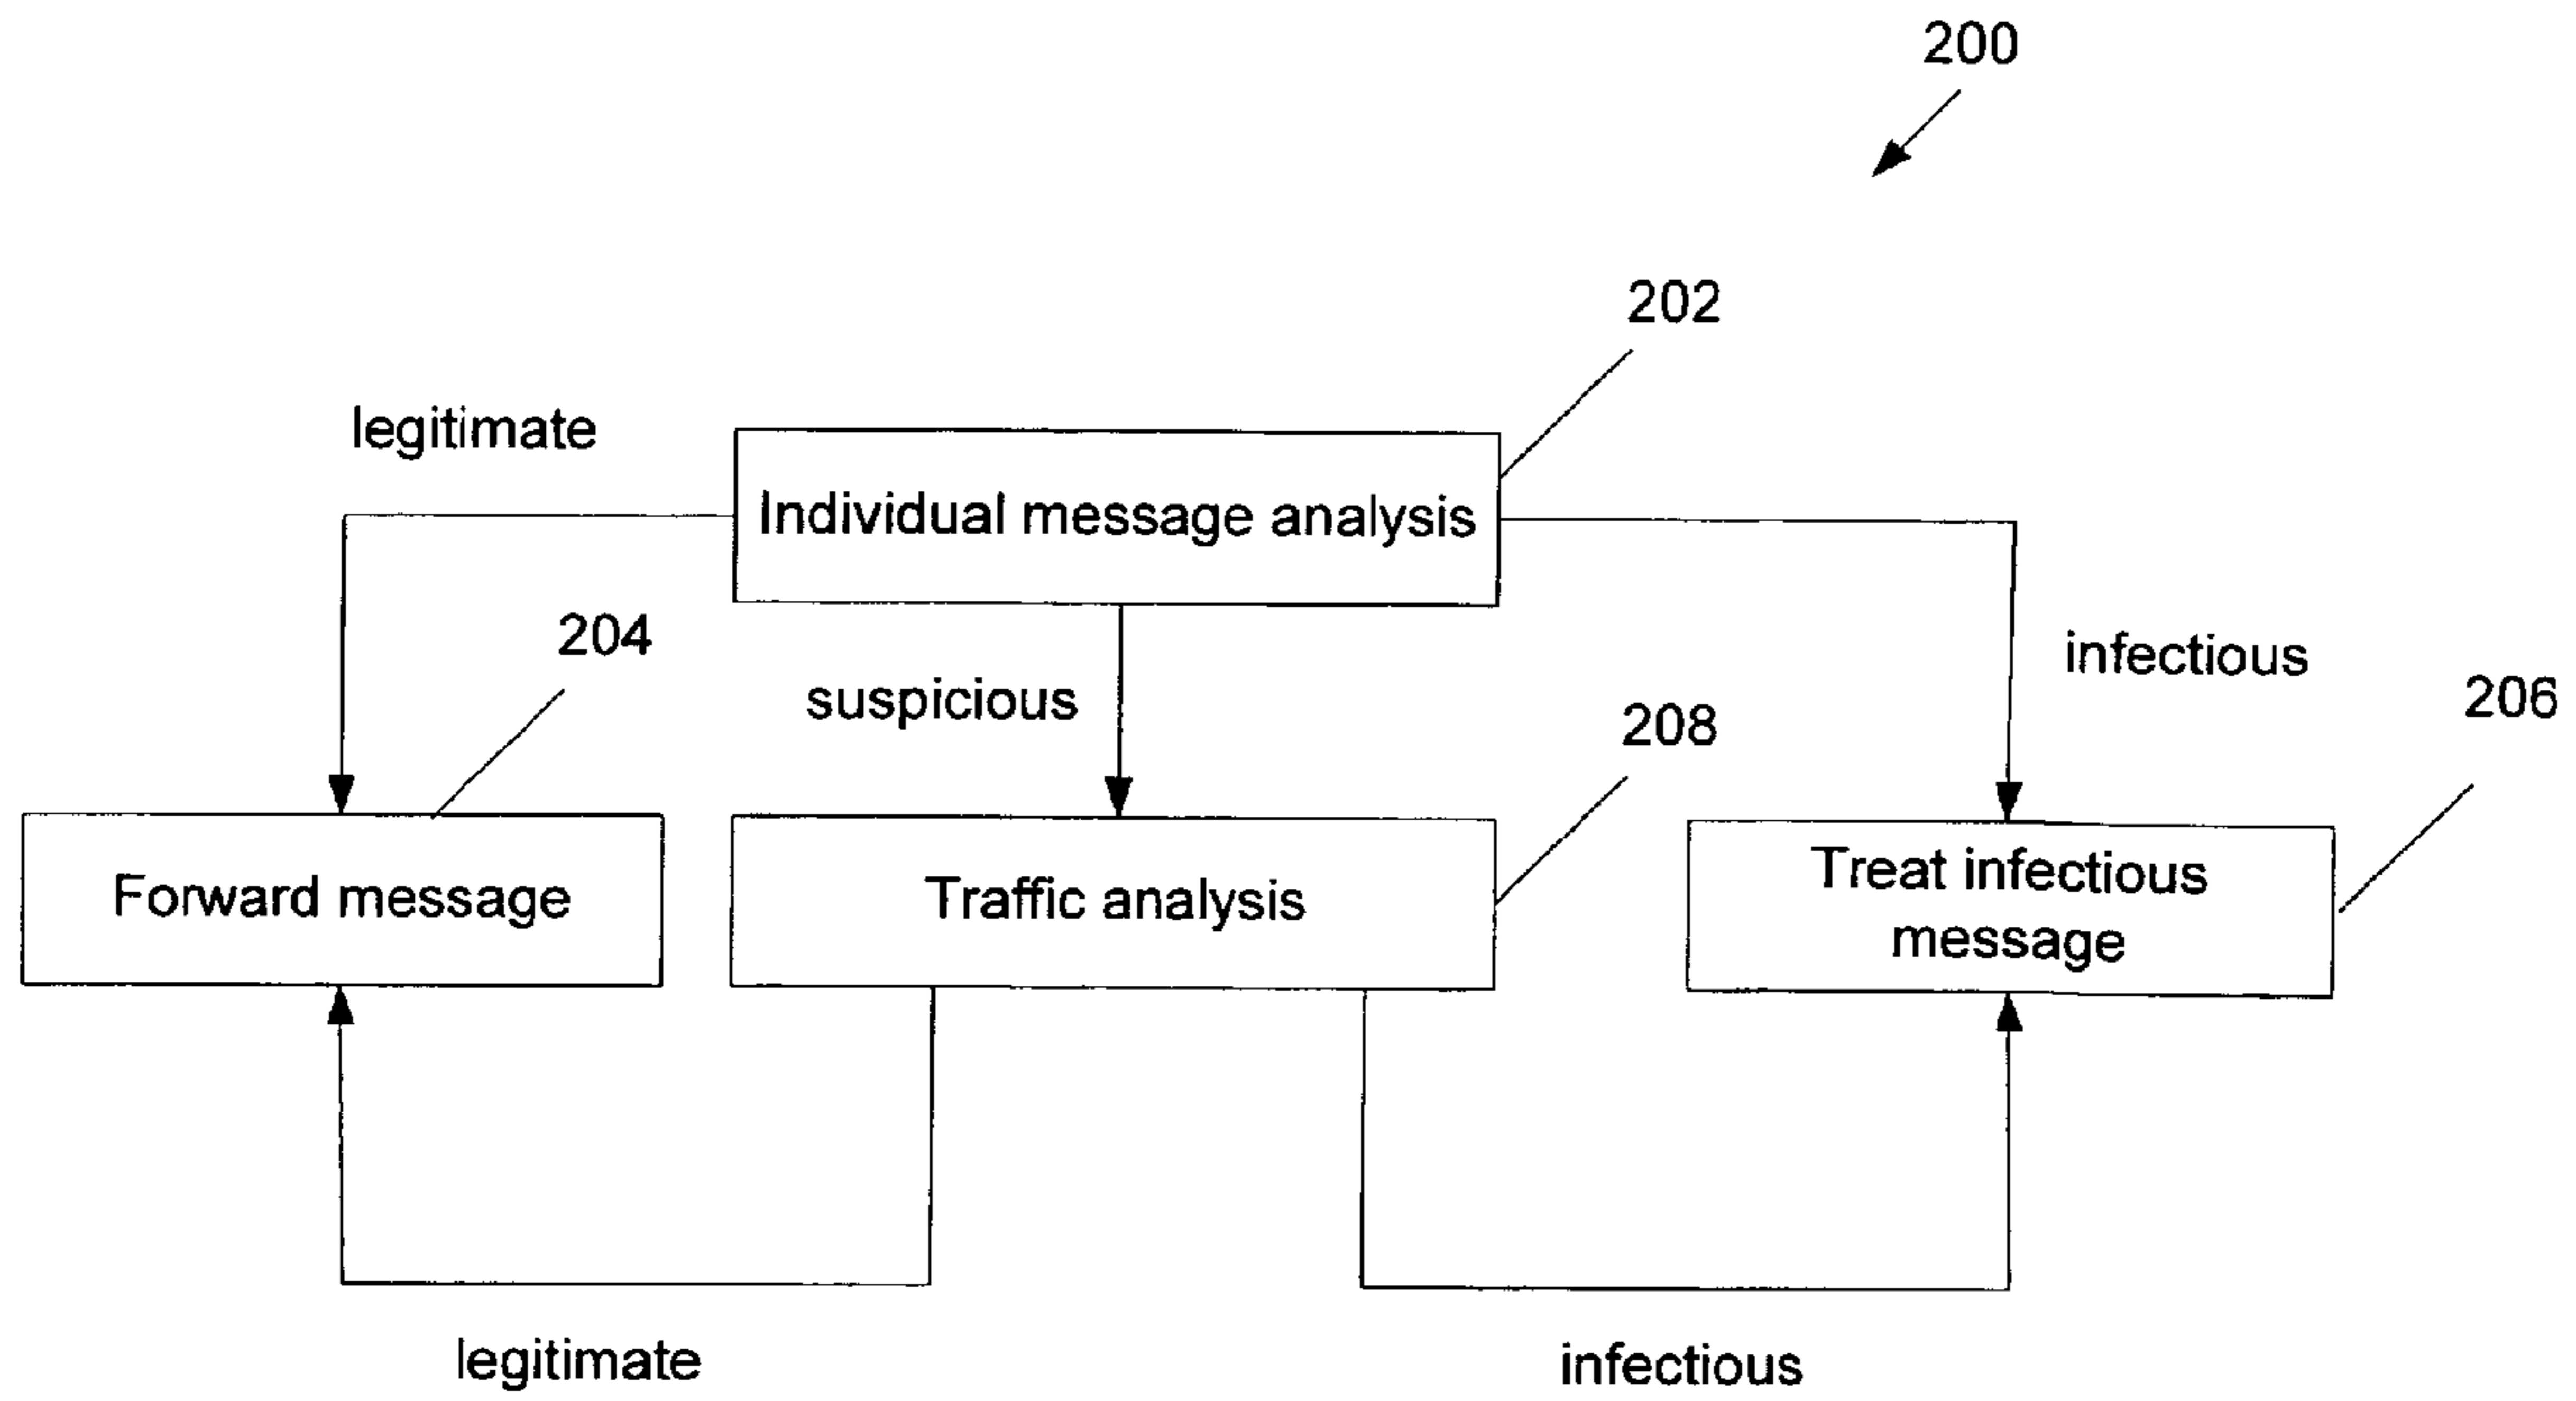 200
202
legitimate
Individual message analysis
204
suspicious
infectious
208
206
Forward message
Traffic analysis
Treat infectious
message
legitimate
infectious